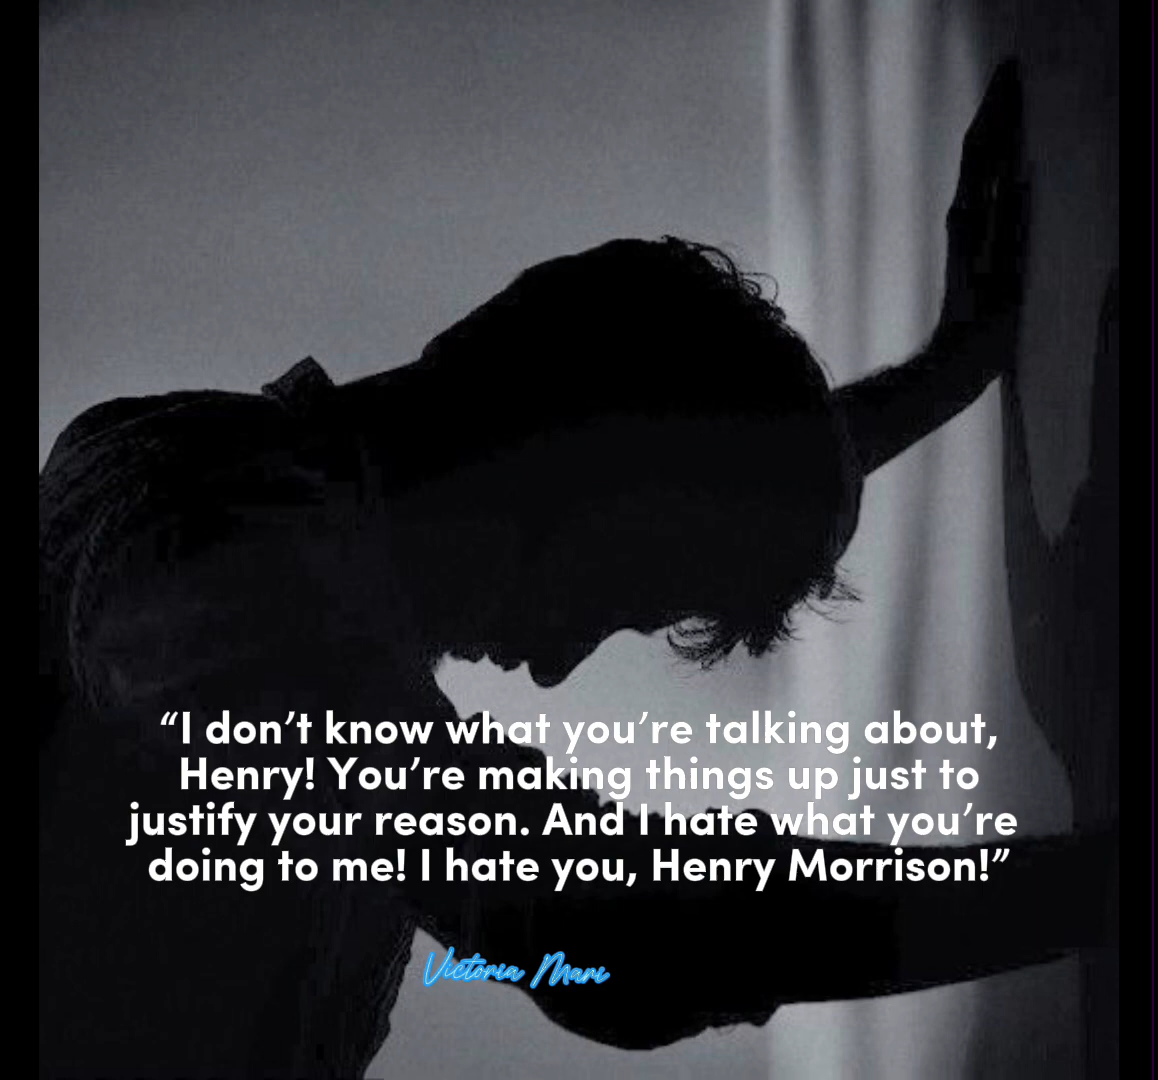 “I don’t know what you’re talking about,
Henry! You’re making things up just to
justify your reason. And I hate what you’re
doing to me! I hate you, Henry Morrison!”
Victoria Mani